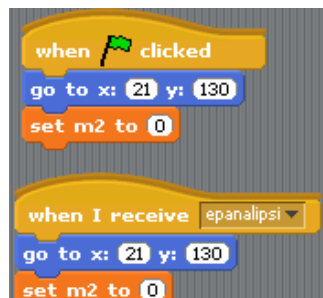 when clicked
go to x: 21 y: 130
set m2 to 0
when I receive epanalipsi
go to x: 21 y: 130
set m2 to 0